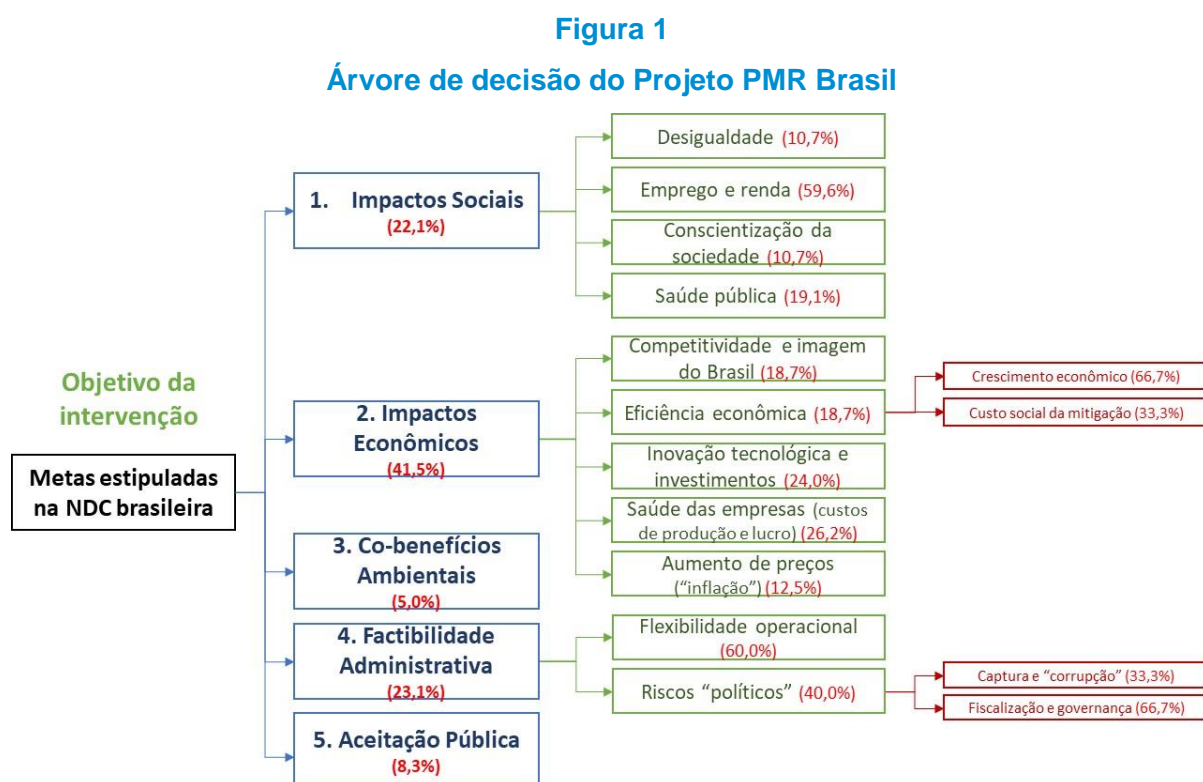 Figura 1
Árvore de decisão do Projeto PMR Brasil
Objetivo da
intervenção
Metas estipuladas
na NDC brasileira
1. Impactos Sociais
(22,1%)
Desigualdade (10,7%)
Emprego e renda (59,6%)
Conscientização da
sociedade (10,7%)
Saúde pública (19,1%)
2. Impactos
Econômicos
(41,5%)
Competitividade e imagem
do Brasil (18,7%)
Eficiência econômica (18,7%)
Crescimento econômico (66,7%)
Custo social da mitigação (33,3%)
Inovação tecnológica e
investimentos (24,0%)
Saúde das empresas (custos
de produção e lucro) (26,2%)
Aumento de preços
(“inflação”) (12,5%)
3. Co-benefícios
Ambientais
(5,0%)
4. Factibilidade
Administrativa
(23,1%)
Flexibilidade operacional
(60,0%)
Riscos “políticos” (40,0%)
Captura e “corrupção” (33,3%)
Fiscalização e governança (66,7%)
5. Aceitação Pública
(8,3%)